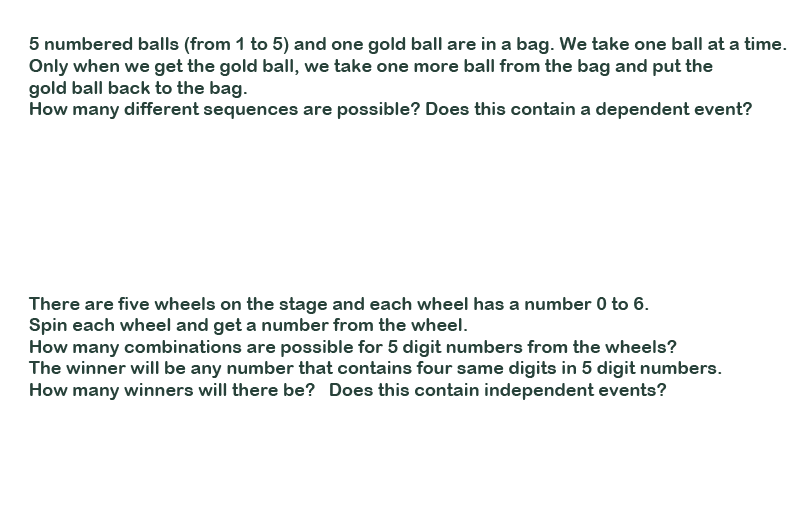 5 numbered balls (from 1 to 5) and one gold ball are in a bag. We take one ball at a time.
Only when we get the gold ball, we take one more ball from the bag and put the
gold ball back to the bag.
How many different sequences are possible? Does this contain a dependent event?
There are five wheels on the stage and each wheel has a number 0 to 6.
Spin each wheel and get a number from the wheel.
How many combinations are possible for 5 digit numbers from the wheels?
The winner will be any number that contains four same digits in 5 digit numbers.
How many winners will there be?   Does this contain independent events?